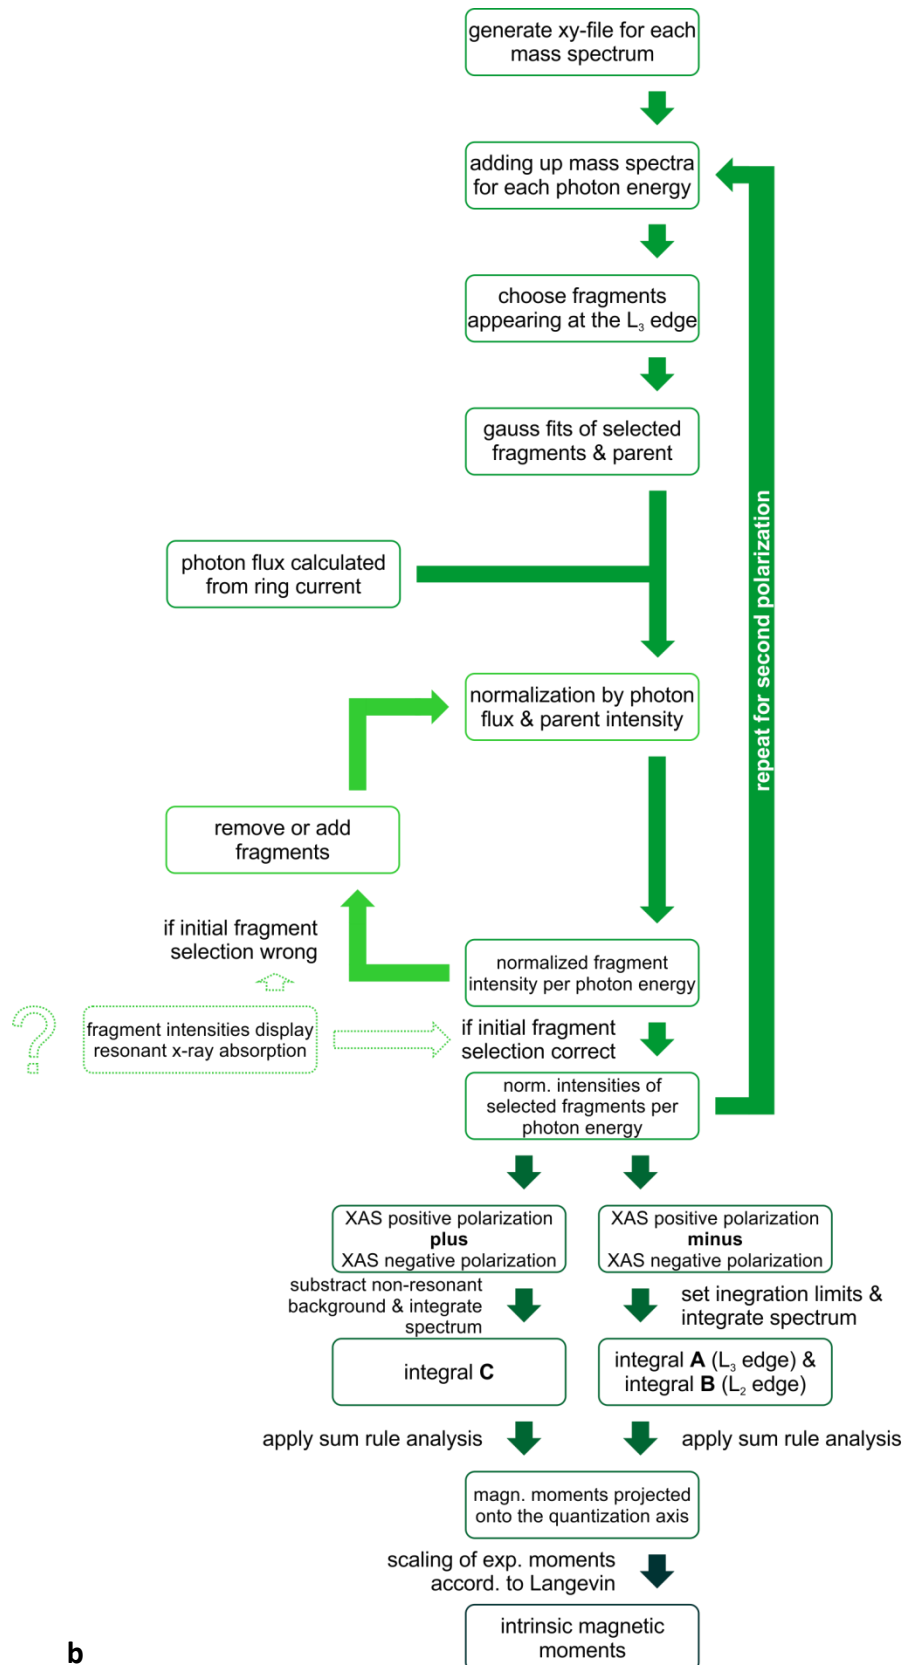 generate xy-file for each
mass spectrum
adding up mass spectra
for each photon energy
choose fragments
appearing at the L₃ edge
gauss fits of selected
fragments & parent
photon flux calculated
from ring current
repeat for second polarization
normalization by photon
flux & parent intensity
remove or add
fragments
if initial fragment
selection wrong
normalized fragment
intensity per photon energy
?
fragment intensities display
resonant x-ray absorption
if initial fragment
selection correct
norm. intensities of
selected fragments per
photon energy
XAS positive polarization
plus
XAS negative polarization
XAS positive polarization
minus
XAS negative polarization
substract non-resonant
background & integrate
spectrum
set inegration limits &
integrate spectrum
integral C
integral A (L₃ edge) &
integral B (L₂ edge)
apply sum rule analysis
apply sum rule analysis
magn. moments projected
onto the quantization axis
scaling of exp. moments
accord. to Langevin
intrinsic magnetic
moments
b